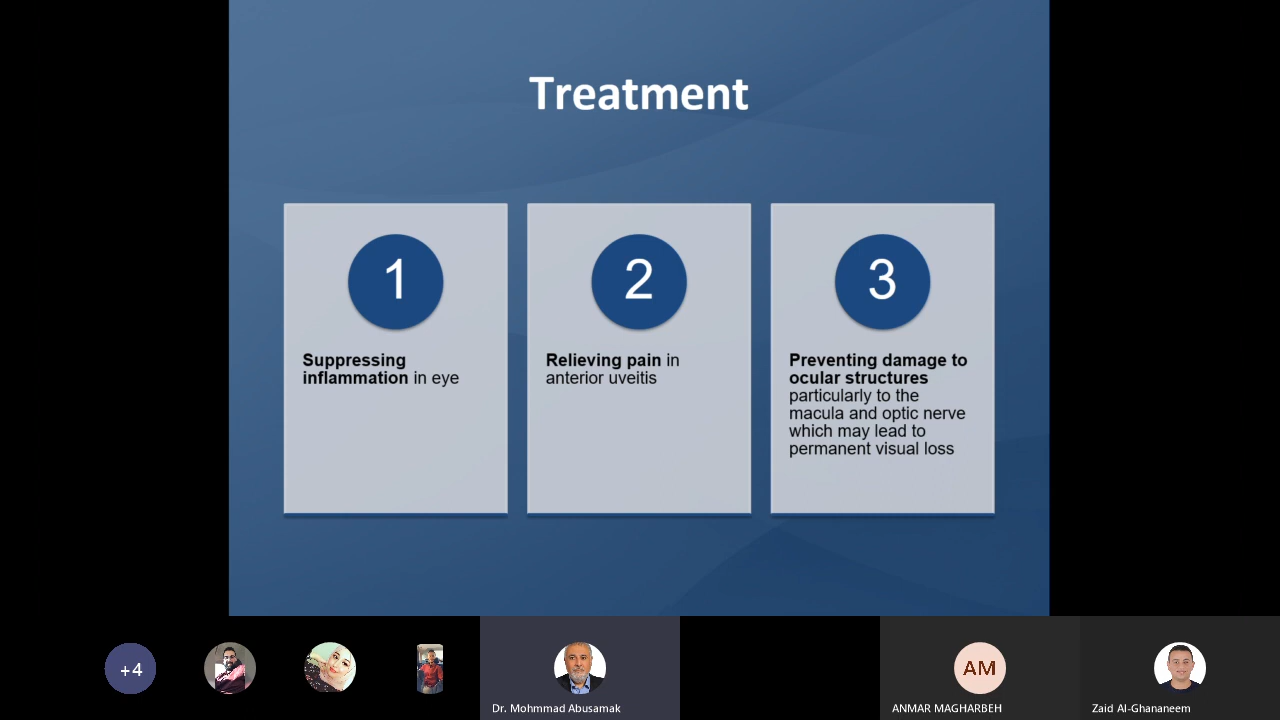 Treatment
1
Suppressing
inflammation in eye
2
Relieving pain in
anterior uveitis
3
Preventing damage to
ocular structures
particularly to the
macula and optic nerve
which may lead to
permanent visual loss
+4
Dr. Mohmmad Abusamak
AM
ANMAR MAGHARBEH
Zaid Al-Ghananeem